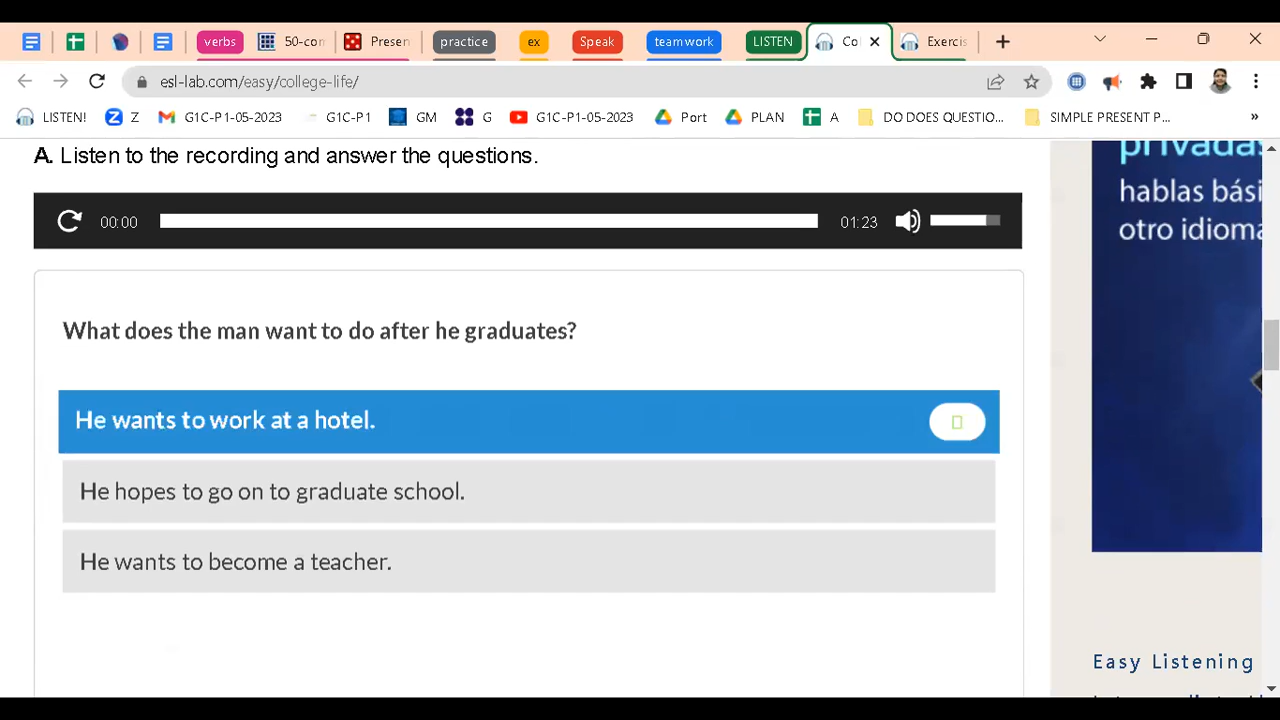 verbs
50-con
Presen
practice
ex
Speak
teamwork
LISTEN
Col
Exercis
esl-lab.com/easy/college-life/
LISTEN!
Z
G1C-P1-05-2023
G1C-P1
GM
G
G1C-P1-05-2023
Port
PLAN
A
DO DOES QUESTIO...
SIMPLE PRESENT P...
»
A. Listen to the recording and answer the questions.
00:00
01:23
What does the man want to do after he graduates?
He wants to work at a hotel.
He hopes to go on to graduate school.
He wants to become a teacher.
privadas
hablas bási
otro idioma
Easy Listening